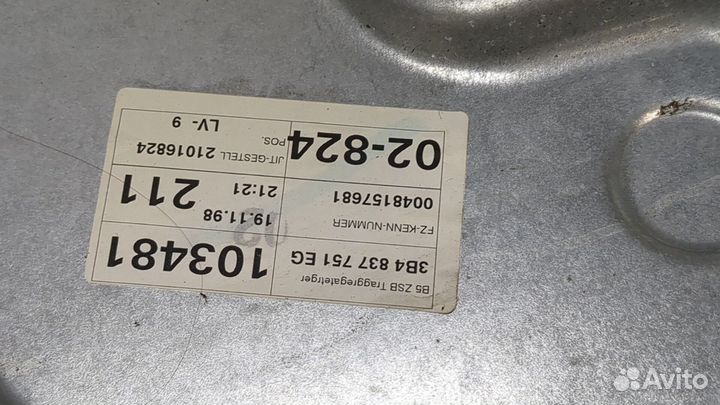 B5 ZSB Traggregatetrger
3B4 837 751 EG
103481
FZ-KENN-NUMMER
0048157681
19.11.98
21:21
211
02-824
JIT-GESTELL 21016824
POS.
LV- 9
Avito